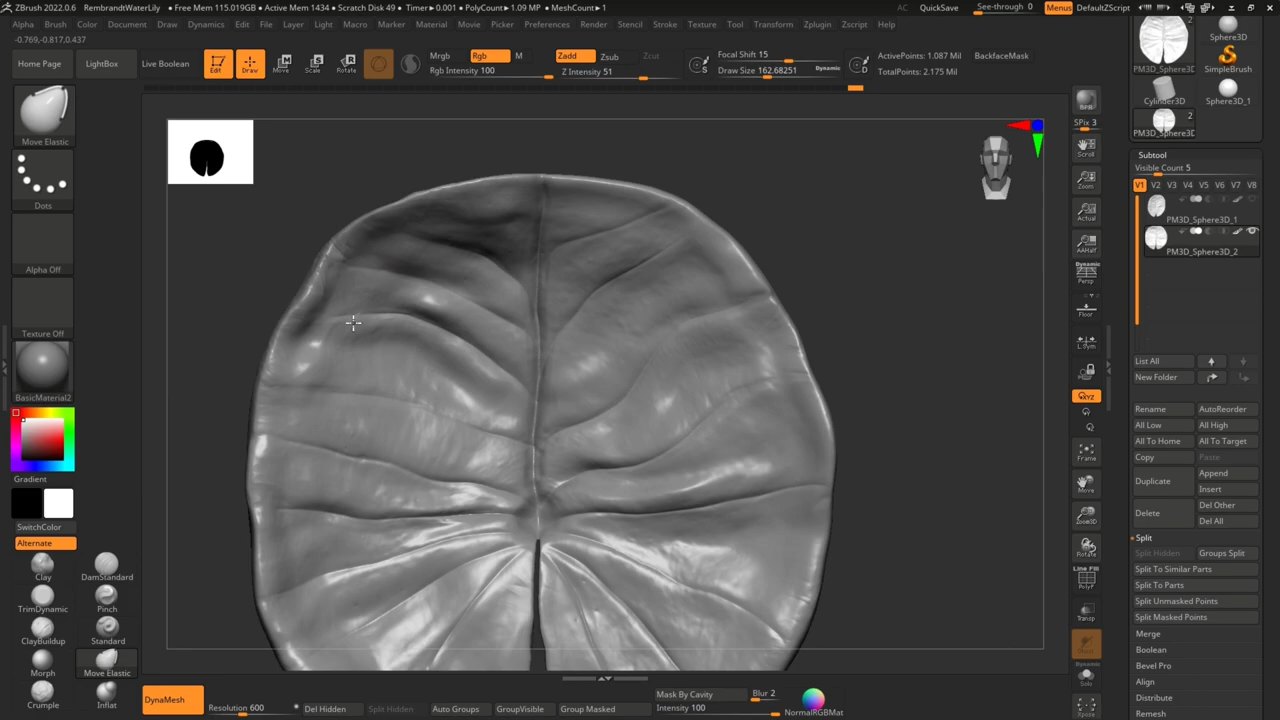 ZBrush 2022.0.6 RembrandtWaterLily • Free Mem 115.019GB • Active Mem 1434 • Scratch Disk 49 • Timer▸0.001 • PolyCount▸1.09 MP • MeshCount▸1 AC QuickSave See-through 0 Menus DefaultZScript
Alpha Brush Color Document Draw Dynamics Edit File Layer Light Macro Marker Material Movie Picker Preferences Render Stencil Stroke Texture Tool Transform Zplugin Zscript Help
-0.769,-0.817,0.437
Home Page LightBox Live Boolean
Edit Draw Move Scale Rotate
Mrgb Rgb M
Rgb Intensity 100
Zadd Zsub Zcut
Z Intensity 51
S
Focal Shift 15
Draw Size 162.68251 Dynamic
D
ActivePoints: 1.087 Mil BackfaceMask
TotalPoints: 2.175 Mil
Move Elastic
Dots
Alpha Off
Texture Off
BasicMaterial2
Gradient
SwitchColor
Alternate
Clay DamStandard
TrimDynamic Pinch
ClayBuildup Standard
Morph Move Elastic
Crumple Inflat
BPR
SPix 3
Scroll
Zoom
Actual
AAHalf
Dynamic
Persp
Floor
L.Sym
XYZ
Frame
Move
Zoom3D
Rotate
Line Fill
PolyF
Transp
Dynamic
Solo
Xpose
2
Sphere3D
PM3D_Sphere3D SimpleBrush
Cylinder3D Sphere3D_1
2
PM3D_Sphere3D
Subtool
Visible Count 5
V1 V2 V3 V4 V5 V6 V7 V8
PM3D_Sphere3D_1
PM3D_Sphere3D_2
List All
New Folder
Rename AutoReorder
All Low All High
All To Home All To Target
Copy Paste
Duplicate Append
Insert
Delete Del Other
Del All
Split
Split Hidden Groups Split
Split To Similar Parts
Split To Parts
Split Unmasked Points
Split Masked Points
Merge
Boolean
Bevel Pro
Align
Distribute
Remesh
DynaMesh
Resolution 600
Del Hidden Split Hidden Auto Groups GroupVisible Group Masked
Mask By Cavity Blur 2
Intensity 100
NormalRGBMat